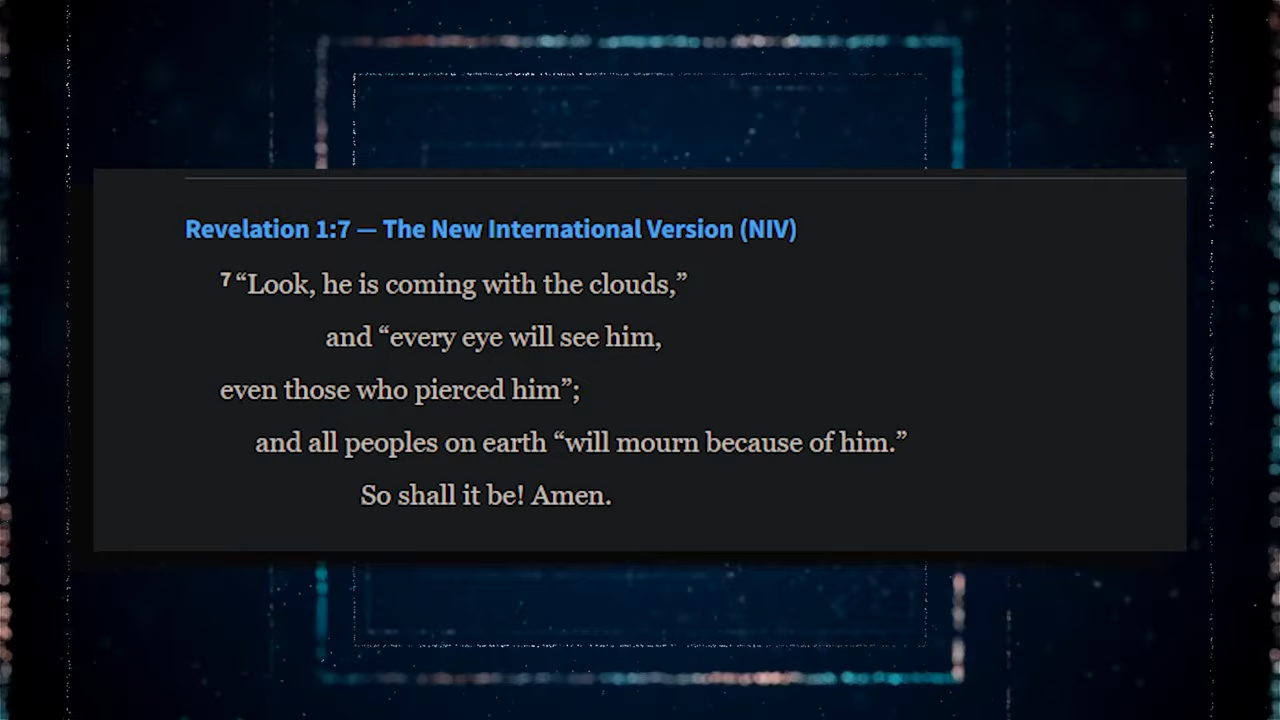 Revelation 1:7 — The New International Version (NIV)
7 “Look, he is coming with the clouds,”
and “every eye will see him,
even those who pierced him”;
and all peoples on earth “will mourn because of him.”
So shall it be! Amen.